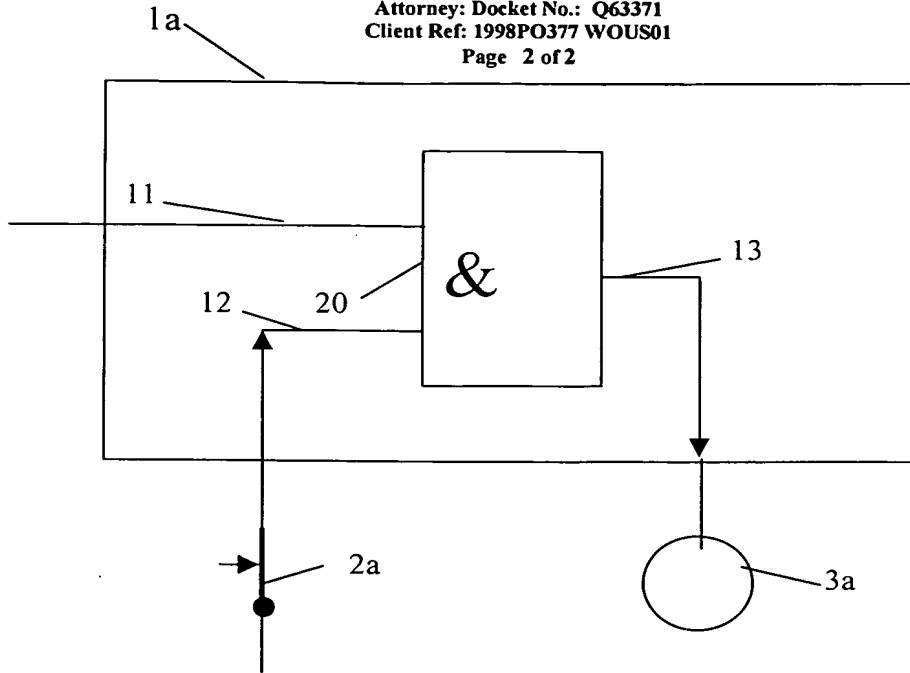 Attorney: Docket No.: Q63371
1a
Client Ref: 1998PO377 WOUS01
Page 2 of 2
11
13
&
20
12
2a
3a